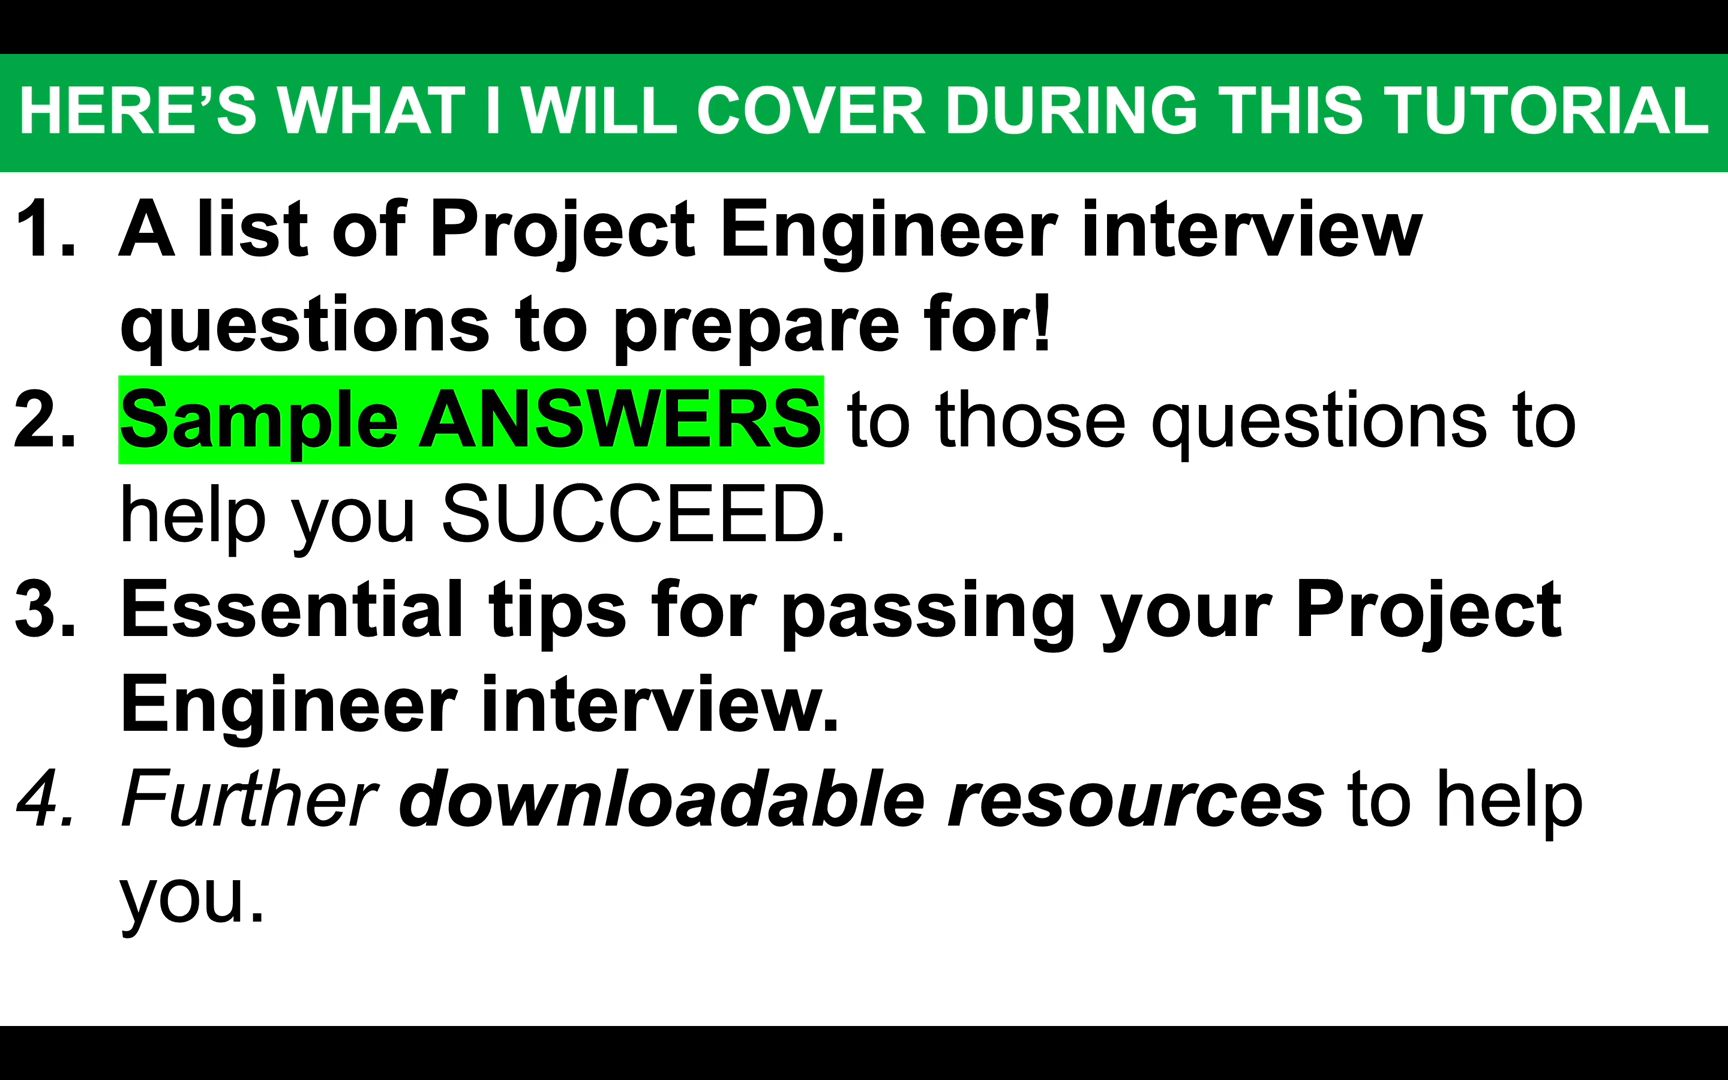 HERE’S WHAT I WILL COVER DURING THIS TUTORIAL
1. A list of Project Engineer interview
questions to prepare for!
2. Sample ANSWERS to those questions to
help you SUCCEED.
3. Essential tips for passing your Project
Engineer interview.
4. Further downloadable resources to help
you.